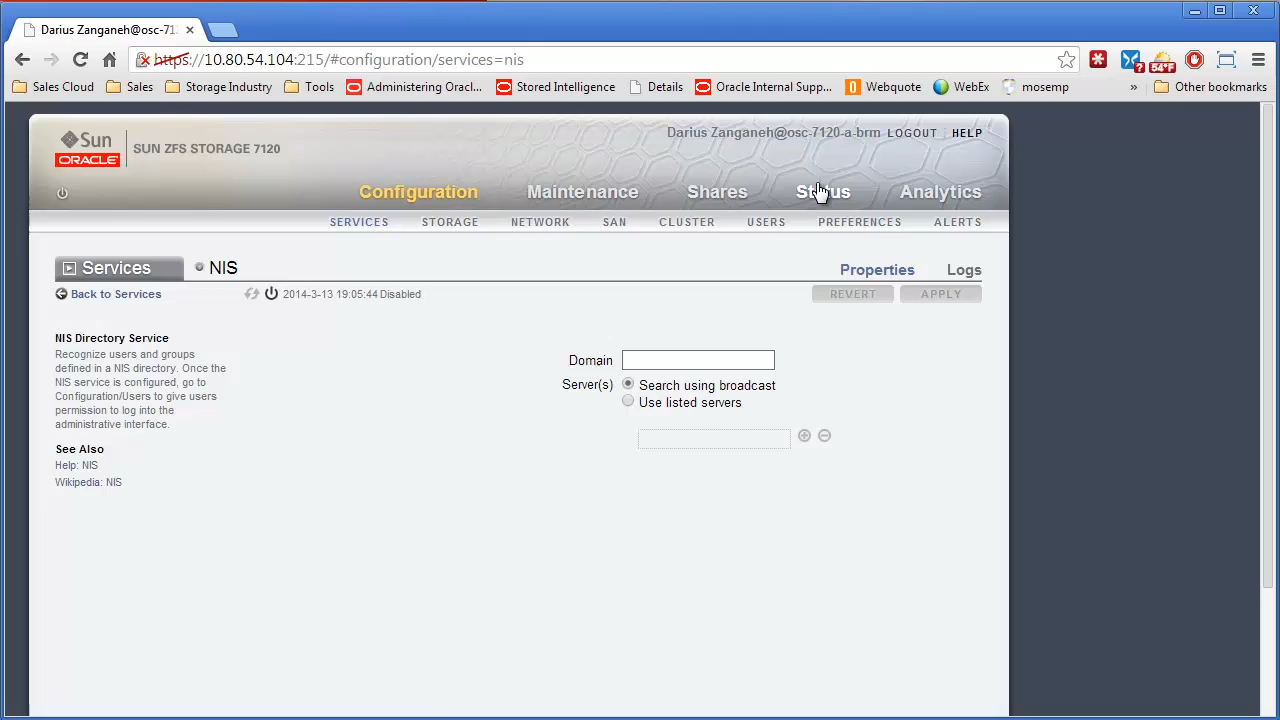 Darius Zanganeh@osc-71
https://10.80.54.104:215/#configuration/services=nis
54°F
Sales Cloud Sales Storage Industry Tools Administering Or... Stored Intelligence Details Oracle Internal Supp... Webquote WebEx mosemp » Other bookmarks
Sun
ORACLE
SUN ZFS STORAGE 7120
Darius Zanganeh@osc-7120-a-brm LOGOUT HELP
Configuration Maintenance Shares Status Analytics
SERVICES STORAGE NETWORK SAN CLUSTER USERS PREFERENCES ALERTS
Services NIS Properties Logs
Back to Services 2014-3-13 19:05:44 Disabled REVERT APPLY
NIS Directory Service
Recognize users and groups
defined in a NIS directory. Once the
NIS service is configured, go to
Configuration/Users to give users
permission to log into the
administrative interface.
See Also
Help: NIS
Wikipedia: NIS
Domain
Server(s) Search using broadcast
Use listed servers